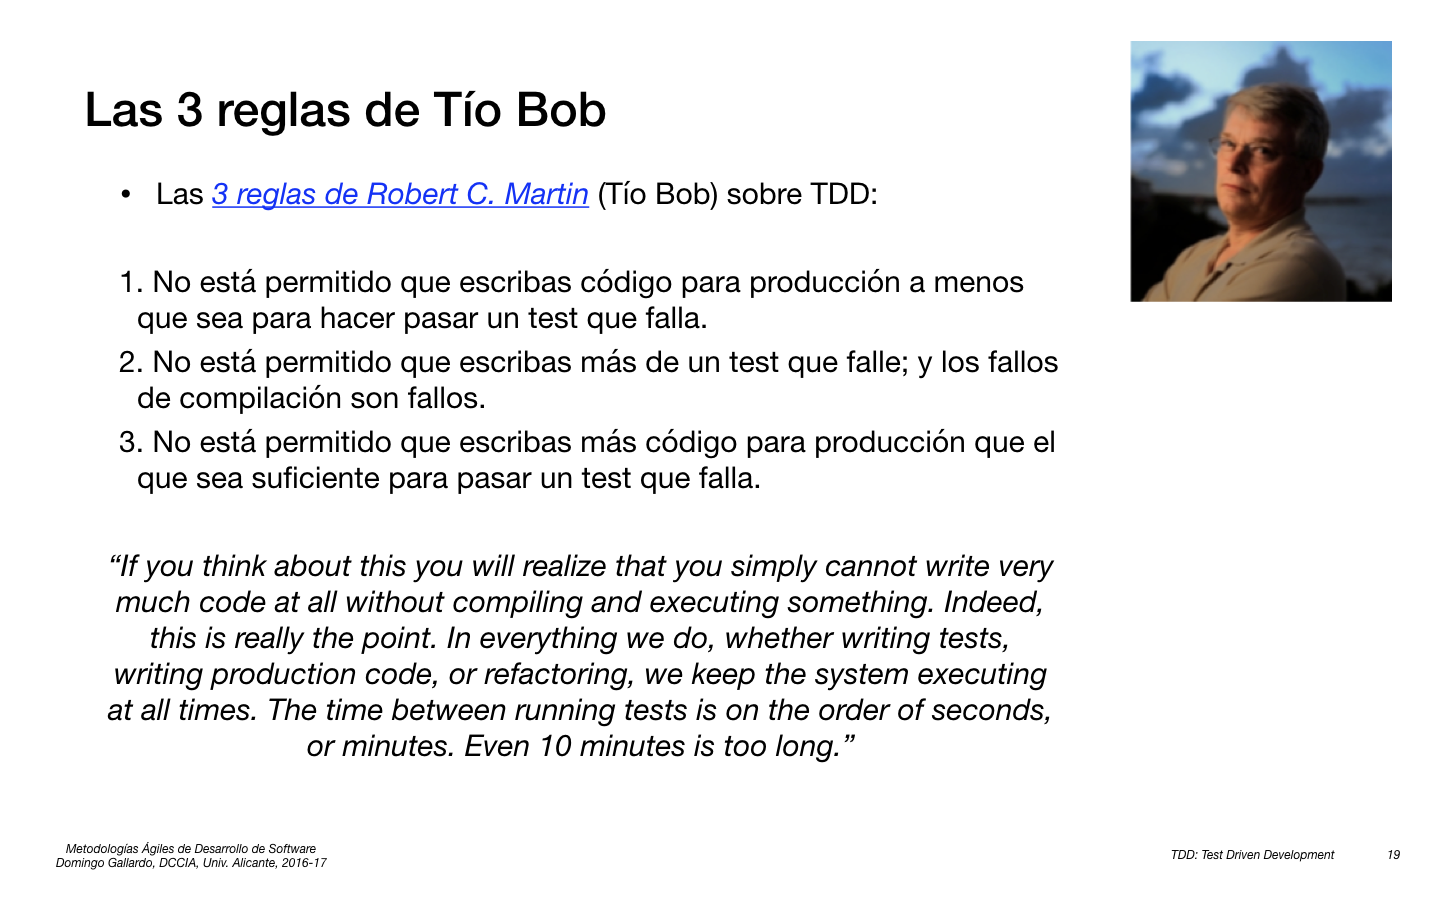 Las 3 reglas de Tío Bob
• Las 3 reglas de Robert C. Martin (Tío Bob) sobre TDD:
1. No está permitido que escribas código para producción a menos
que sea para hacer pasar un test que falla.
2. No está permitido que escribas más de un test que falle; y los fallos
de compilación son fallos.
3. No está permitido que escribas más código para producción que el
que sea suficiente para pasar un test que falla.
“If you think about this you will realize that you simply cannot write very
much code at all without compiling and executing something. Indeed,
this is really the point. In everything we do, whether writing tests,
writing production code, or refactoring, we keep the system executing
at all times. The time between running tests is on the order of seconds,
or minutes. Even 10 minutes is too long.”
Metodologías Ágiles de Desarrollo de Software
Domingo Gallardo, DCCIA, Univ. Alicante, 2016-17
TDD: Test Driven Development
19